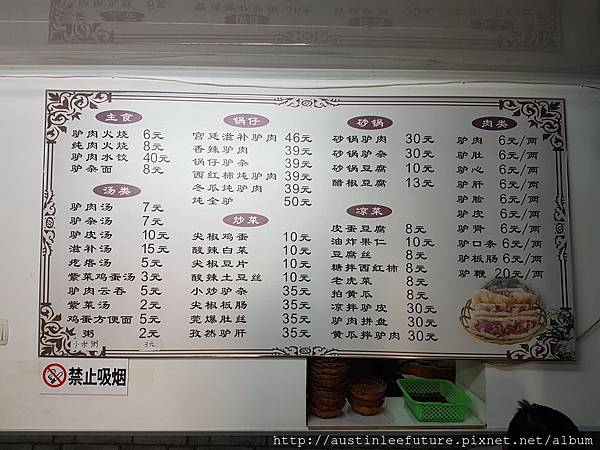 主食
驴肉火烧 6元
纯肉火烧 8元
驴肉水饺 40元
驴杂面 8元
汤类
驴肉汤 7元
驴杂汤 7元
驴皮汤 10元
滋补汤 15元
疙瘩汤 5元
紫菜鸡蛋汤 3元
驴肉云吞 5元
紫菜汤 2元
鸡蛋方便面 5元
粥 2元
小米粥 3元
锅仔
宫廷滋补驴肉 46元
香辣驴肉 39元
锅仔驴杂 39元
西红柿炖驴肉 39元
冬瓜炖驴肉 39元
炖全驴 50元
炒菜
尖椒鸡蛋 10元
酸辣白菜 10元
尖椒豆片 10元
酸辣土豆丝 10元
小炒驴杂 35元
尖椒板肠 35元
莞爆肚丝 35元
孜然驴肝 35元
砂锅
砂锅驴肉 30元
砂锅驴杂 30元
砂锅豆腐 10元
醋椒豆腐 13元
凉菜
皮蛋豆腐 8元
油炸果仁 10元
豆腐丝 8元
糖拌西红柿 8元
老虎菜 8元
拍黄瓜 8元
凉拌驴皮 30元
驴肉拼盘 30元
黄瓜拌驴肉 30元
肉类
驴肉 6元/两
驴肚 6元/两
驴心 6元/两
驴肝 6元/两
驴脸 6元/两
驴皮 6元/两
驴肾 6元/两
驴口条 6元/两
驴板肠 6元/两
驴鞭 20元/两
禁止吸烟
http://austinleefuture.pixnet.net/album